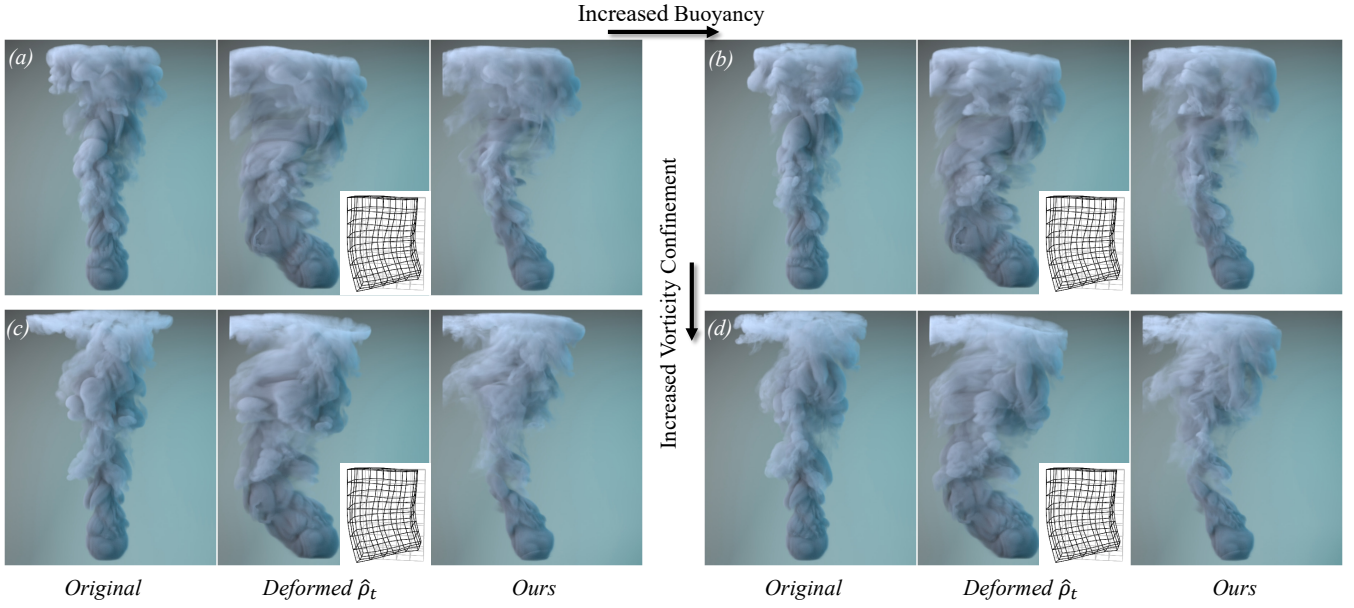 Increased Buoyancy
(a)
(b)
Increased Vorticity Confinement
(c)
(d)
Original Deformed ρ̂ₜ Ours Original Deformed ρ̂ₜ Ours